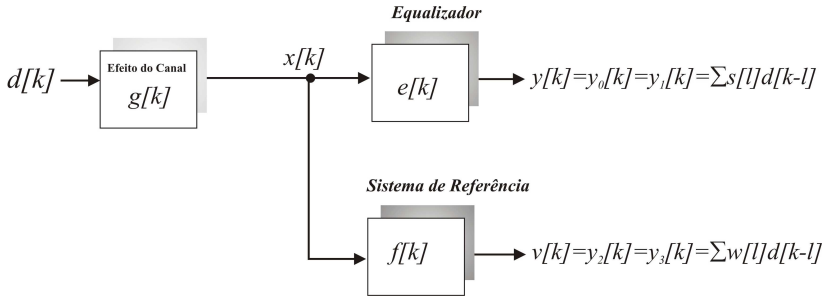 Equalizador
d[k]
Efeito do Canal
g[k]
x[k]
e[k]
y[k]=y₀[k]=y₁[k]=∑s[l]d[k-l]
Sistema de Referência
f[k]
v[k]=y₂[k]=y₃[k]=∑w[l]d[k-l]